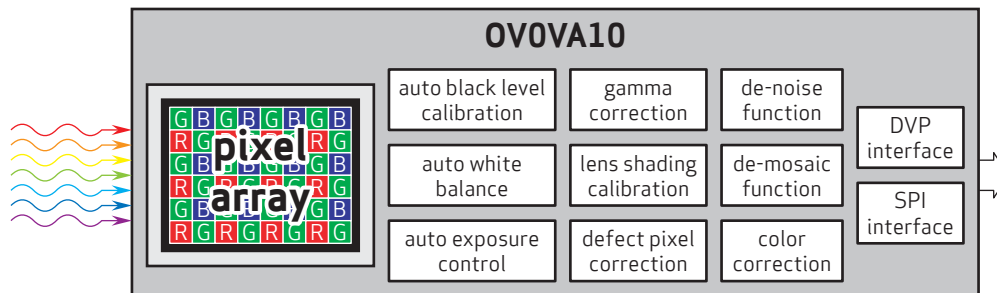 OV0VA10
G B G B G B G B
R G R G R G R G
G B G B G B G B
R G R G R G R G
G B G B G B G B
R G R G R G R G
pixel
array
auto black level
calibration
gamma
correction
de-noise
function
auto white
balance
lens shading
calibration
de-mosaic
function
auto exposure
control
defect pixel
correction
color
correction
DVP
interface
SPI
interface